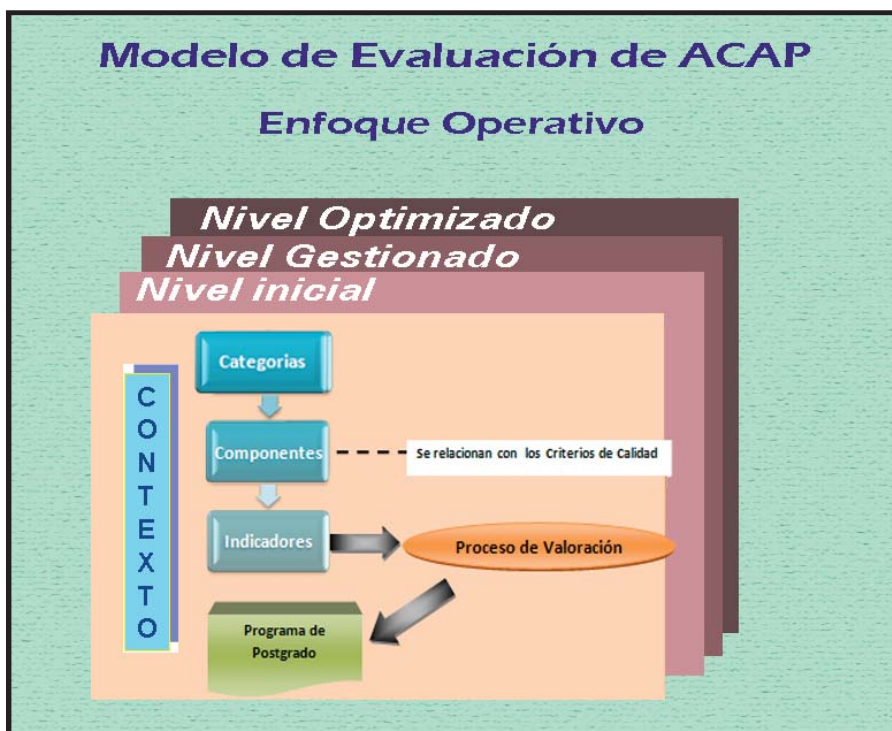 Modelo de Evaluación de ACAP
Enfoque Operativo
Nivel Optimizado
Nivel Gestionado
Nivel inicial
CONTEXTO
Categorias
Componentes
Se relacionan con los Criterios de Calidad
Indicadores
Proceso de Valoración
Programa de
Postgrado